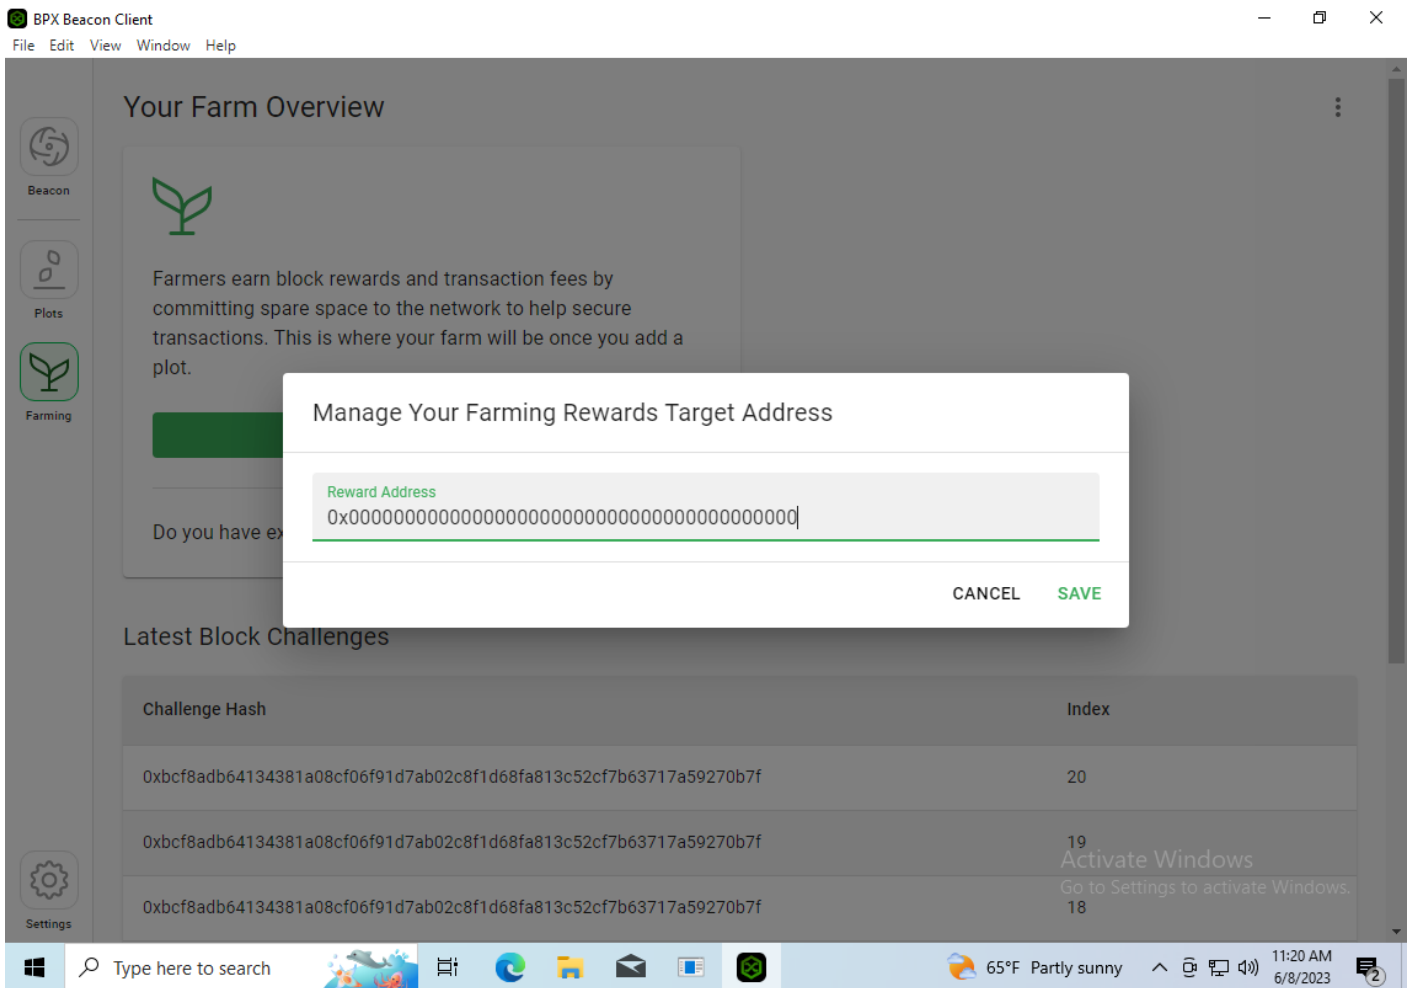 BPX Beacon Client
File Edit View Window Help
Your Farm Overview
Beacon
Farmers earn block rewards and transaction fees by
committing spare space to the network to help secure
transactions. This is where your farm will be once you add a
plot.
Plots
Farming
Manage Your Farming Rewards Target Address
Reward Address
0x0000000000000000000000000000000000000000
Do you have ex
CANCEL SAVE
Latest Block Challenges
Challenge Hash Index
0xbcf8adb64134381a08cf06f91d7ab02c8f1d68fa813c52cf7b63717a59270b7f 20
0xbcf8adb64134381a08cf06f91d7ab02c8f1d68fa813c52cf7b63717a59270b7f 19
Activate Windows
Go to Settings to activate Windows.
0xbcf8adb64134381a08cf06f91d7ab02c8f1d68fa813c52cf7b63717a59270b7f 18
Settings
Type here to search
65°F Partly sunny
11:20 AM
6/8/2023
2